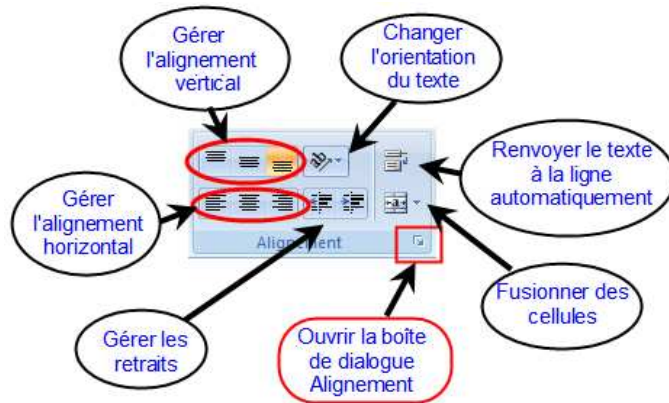 Gérer
l'alignement
vertical
Changer
l'orientation
du texte
Renvoyer le texte
à la ligne
automatiquement
Gérer
l'alignement
horizontal
ab
a
Alignement
Fusionner des
cellules
Gérer les
retraits
Ouvrir la boîte
de dialogue
Alignement